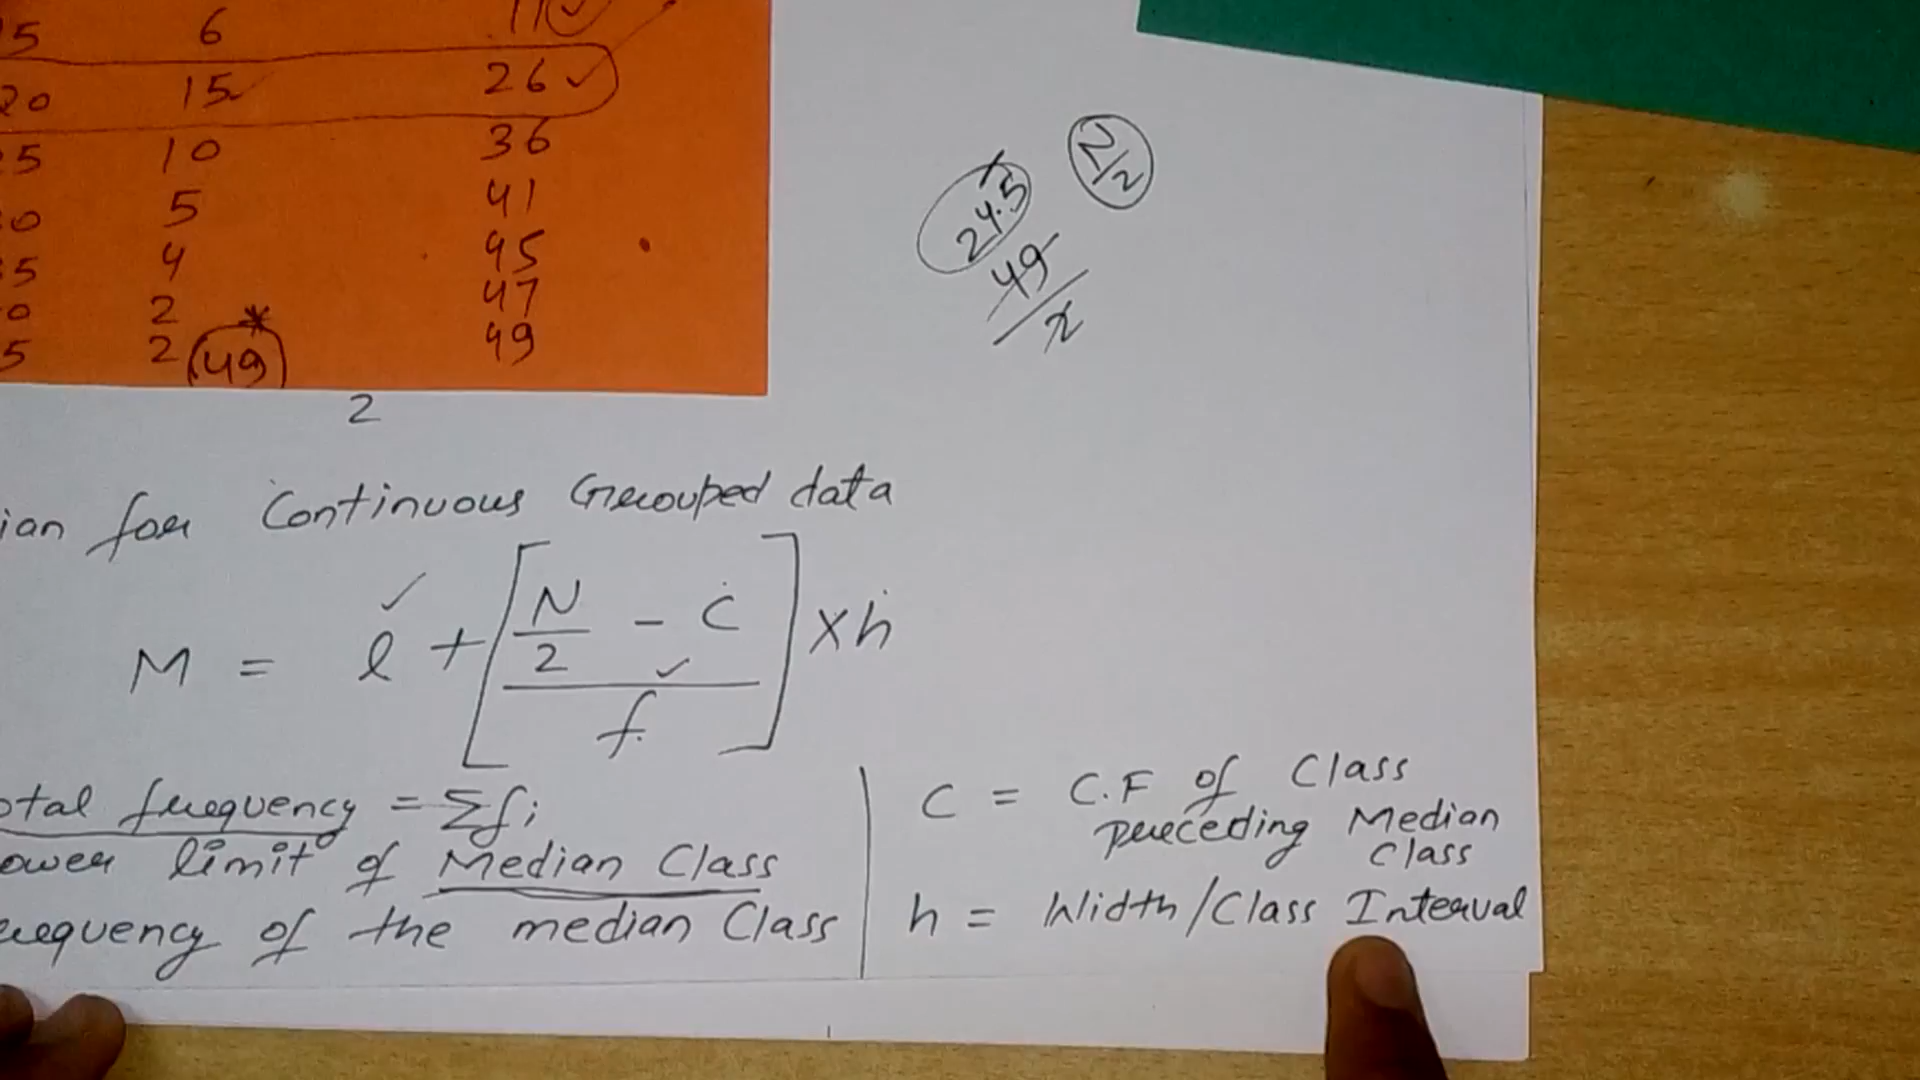 5 6 11
20 15 26
5 10 36
0 5 41
5 4 45
0 2 47
5 2 49 49
2
24.5
49
2
N/2
ian for Continuous Grouped data
M = l + [N/2 - C / f] x h
otal frequency = Σfi
ower limit of Median Class
requency of the median Class
C = C.F of Class
preceding Median
Class
h = Width/Class Interval